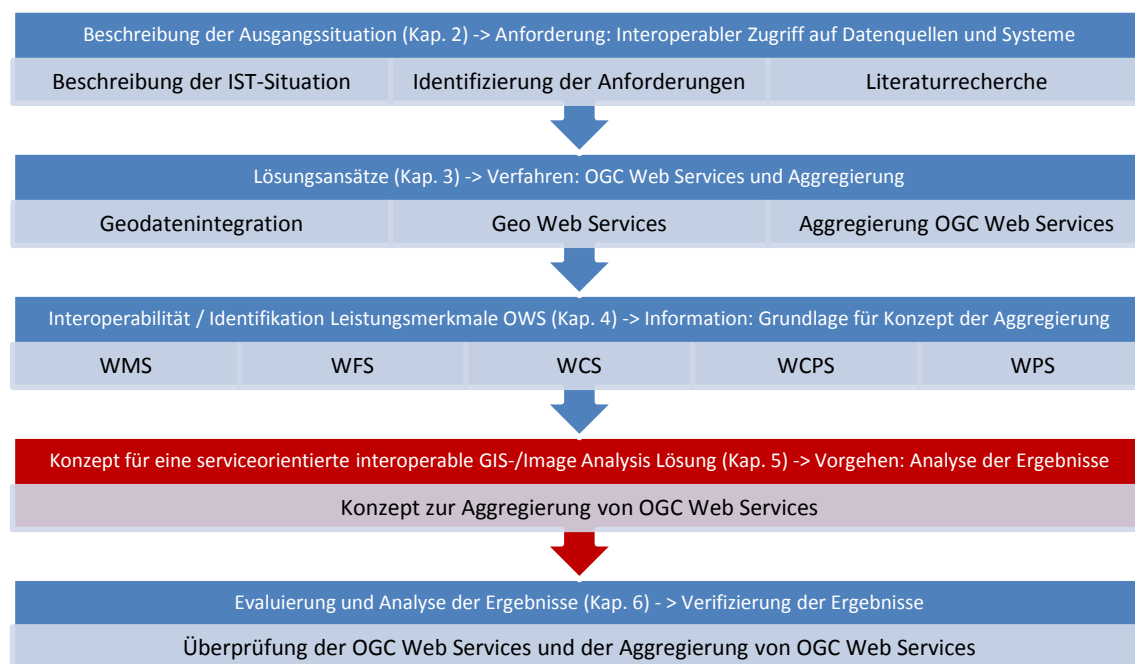 Beschreibung der Ausgangssituation (Kap. 2) -> Anforderung: Interoperabler Zugriff auf Datenquellen und Systeme
Beschreibung der IST-Situation Identifizierung der Anforderungen Literaturrecherche
Lösungsansätze (Kap. 3) -> Verfahren: OGC Web Services und Aggregierung
Geodatenintegration Geo Web Services Aggregierung OGC Web Services
Interoperabilität / Identifikation Leistungsmerkmale OWS (Kap. 4) -> Information: Grundlage für Konzept der Aggregierung
WMS WFS WCS WCPS WPS
Konzept für eine serviceorientierte interoperable GIS-/Image Analysis Lösung (Kap. 5) -> Vorgehen: Analyse der Ergebnisse
Konzept zur Aggregierung von OGC Web Services
Evaluierung und Analyse der Ergebnisse (Kap. 6) - > Verifizierung der Ergebnisse
Überprüfung der OGC Web Services und der Aggregierung von OGC Web Services